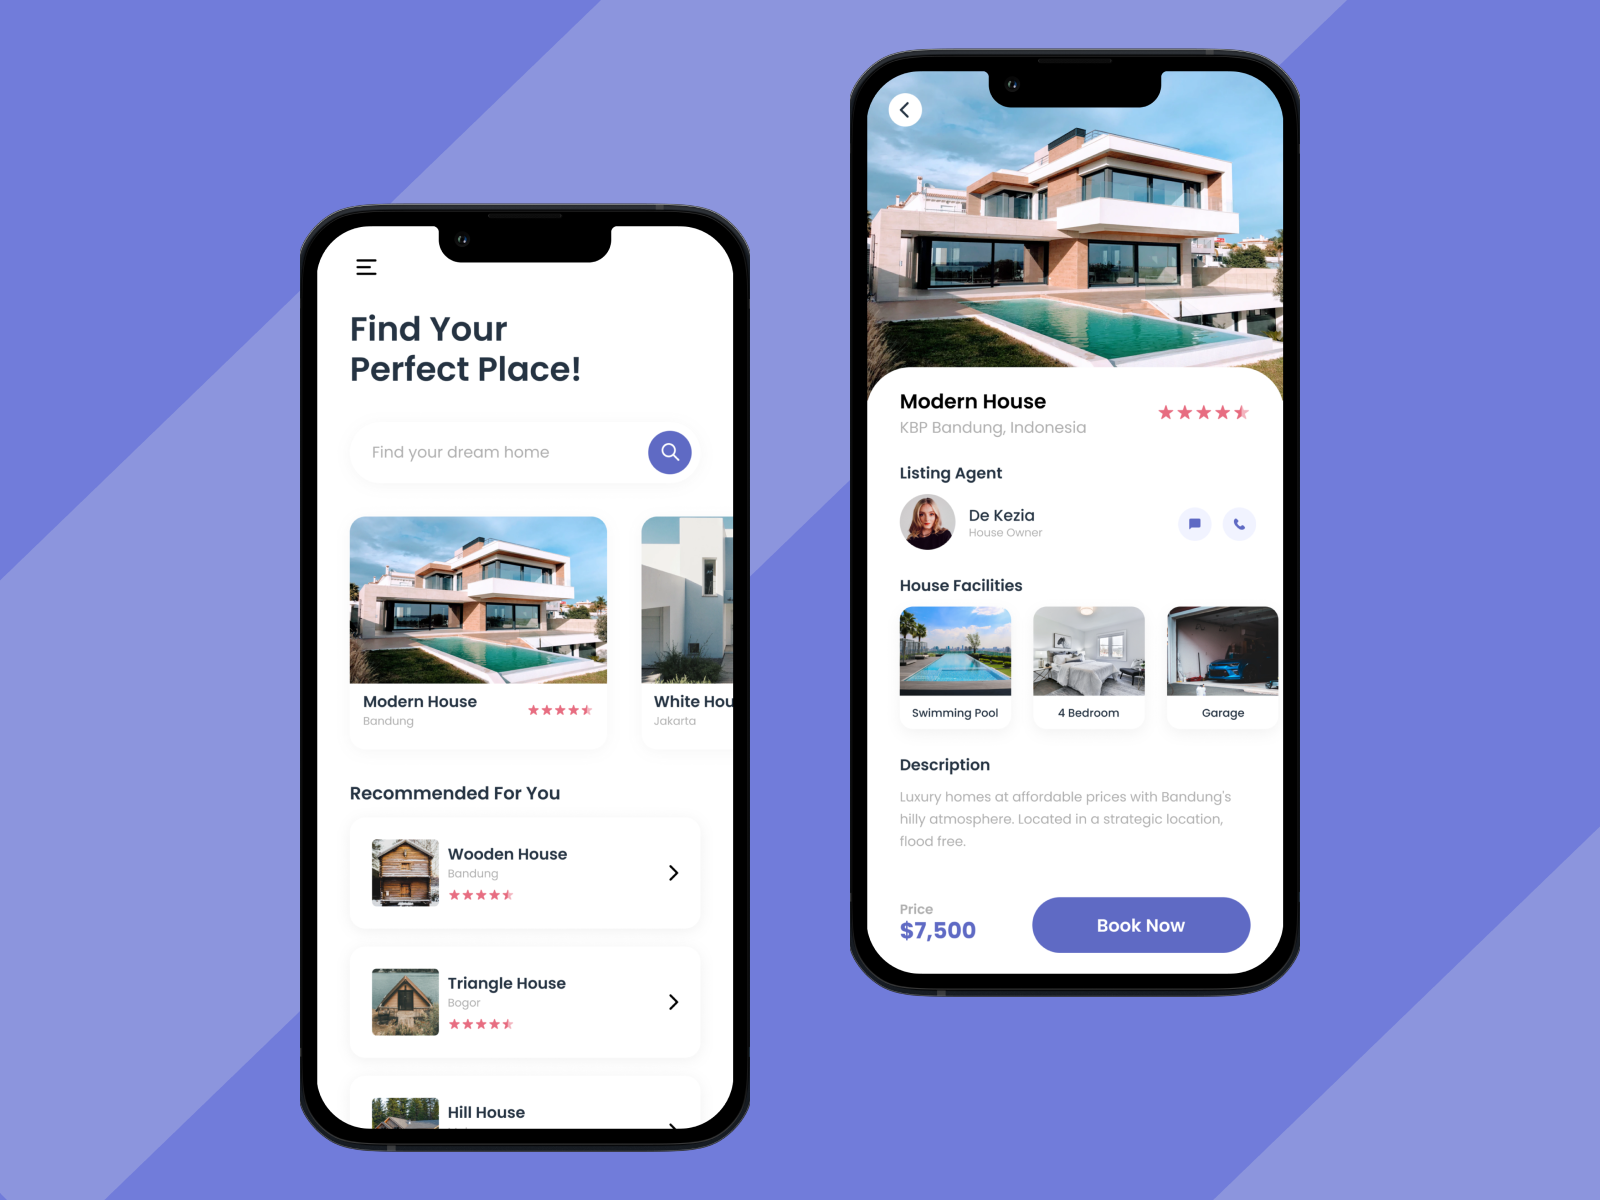 Find Your
Perfect Place!
Find your dream home
Modern House
Bandung
White Hou
Jakarta
Recommended For You
Wooden House
Bandung
Triangle House
Bogor
Hill House
Modern House
KBP Bandung, Indonesia
Listing Agent
De Kezia
House Owner
House Facilities
Swimming Pool
4 Bedroom
Garage
Description
Luxury homes at affordable prices with Bandung's
hilly atmosphere. Located in a strategic location,
flood free.
Price
$7,500
Book Now